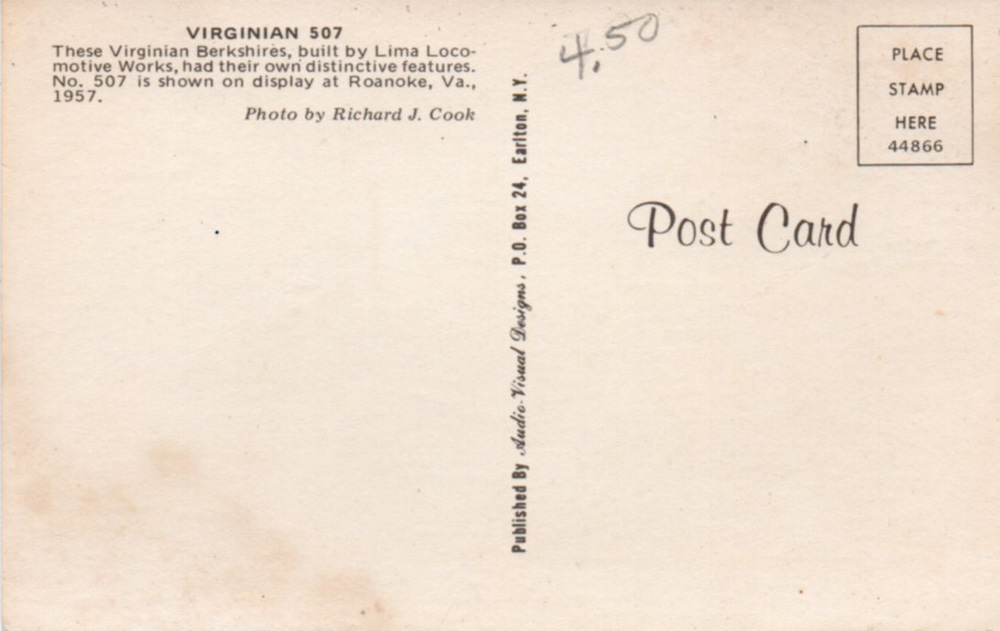 VIRGINIAN 507
These Virginian Berkshires, built by Lima Loco-
motive Works, had their own distinctive features.
No. 507 is shown on display at Roanoke, Va.,
1957.
Photo by Richard J. Cook
Published By Audio-Visual Designs, P.O. Box 24, Earlton, N.Y.
4.50
PLACE
STAMP
HERE
44866
Post Card